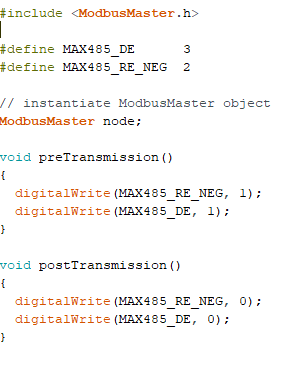 #include <ModbusMaster.h>
#define MAX485_DE      3
#define MAX485_RE_NEG  2
// instantiate ModbusMaster object
ModbusMaster node;
void preTransmission()
{
  digitalWrite(MAX485_RE_NEG, 1);
  digitalWrite(MAX485_DE, 1);
}
void postTransmission()
{
  digitalWrite(MAX485_RE_NEG, 0);
  digitalWrite(MAX485_DE, 0);
}